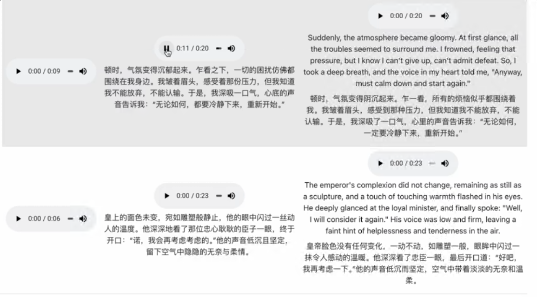 0:00 / 0:20
Suddenly, the atmosphere became gloomy. At first glance, all
the troubles seemed to surround me. I frowned, feeling that
pressure, but I know I can't give up, can't admit defeat. So, I
took a deep breath, and the voice in my heart told me, "Anyway,
must calm down and start again."
顿时，气氛变得阴沉起来。乍一看，所有的烦恼似乎都围绕着
我。我皱着眉头，感受到那种压力，但我知道我不能放弃，不能
认输。于是，我深吸了一口气，心里的声音告诉我：“无论如何，
一定要冷静下来，重新开始。”
0:11 / 0:20
顿时，气氛变得沉郁起来。乍看之下，一切的困扰仿佛都
围绕在我身边。我皱着眉头，感受着那份压力，但我知道
我不能放弃，不能认输。于是，我深吸一口气，心底的声
音告诉我：“无论如何，都要冷静下来，重新开始。”
0:00 / 0:09
0:00 / 0:23
The emperor's complexion did not change, remaining as still as
a sculpture, and a touch of touching warmth flashed in his eyes.
He deeply glanced at the loyal minister, and finally spoke: "Well,
I will consider it again." His voice was low and firm, leaving a
faint hint of helplessness and tenderness in the air.
皇帝脸色没有任何变化，一动不动，如雕塑一般，眼眸中闪过一
抹令人感动的温暖。他深深看了忠臣一眼，最后开口道：“好吧，
我再考虑一下。”他的声音低沉而坚定，空气中带着淡淡的无奈和温
柔。
0:00 / 0:23
皇上的面色未变，宛如雕塑般静止，他的眼中闪过一丝动
人的温度。他深深地看了那位忠心耿耿的臣子一眼，终于
开口：“诺，我会再考虑考虑的。”他的声音低沉且坚定，
留下空气中隐隐的无奈与柔情。
0:00 / 0:06